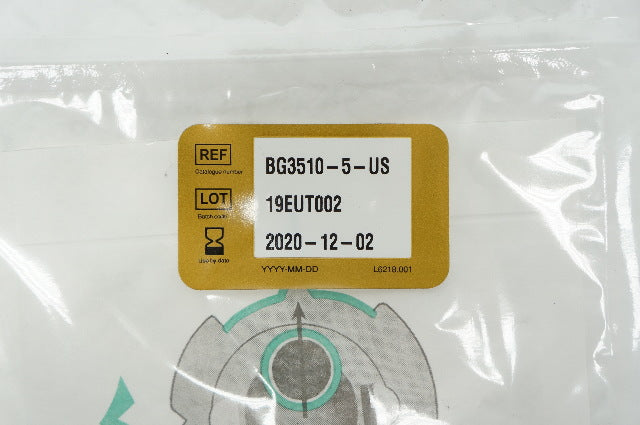 REF
Catalogue number
BG3510-5-US
LOT
Batch code
19EUT002
Use by date
2020-12-02
YYYY-MM-DD
L6218.001